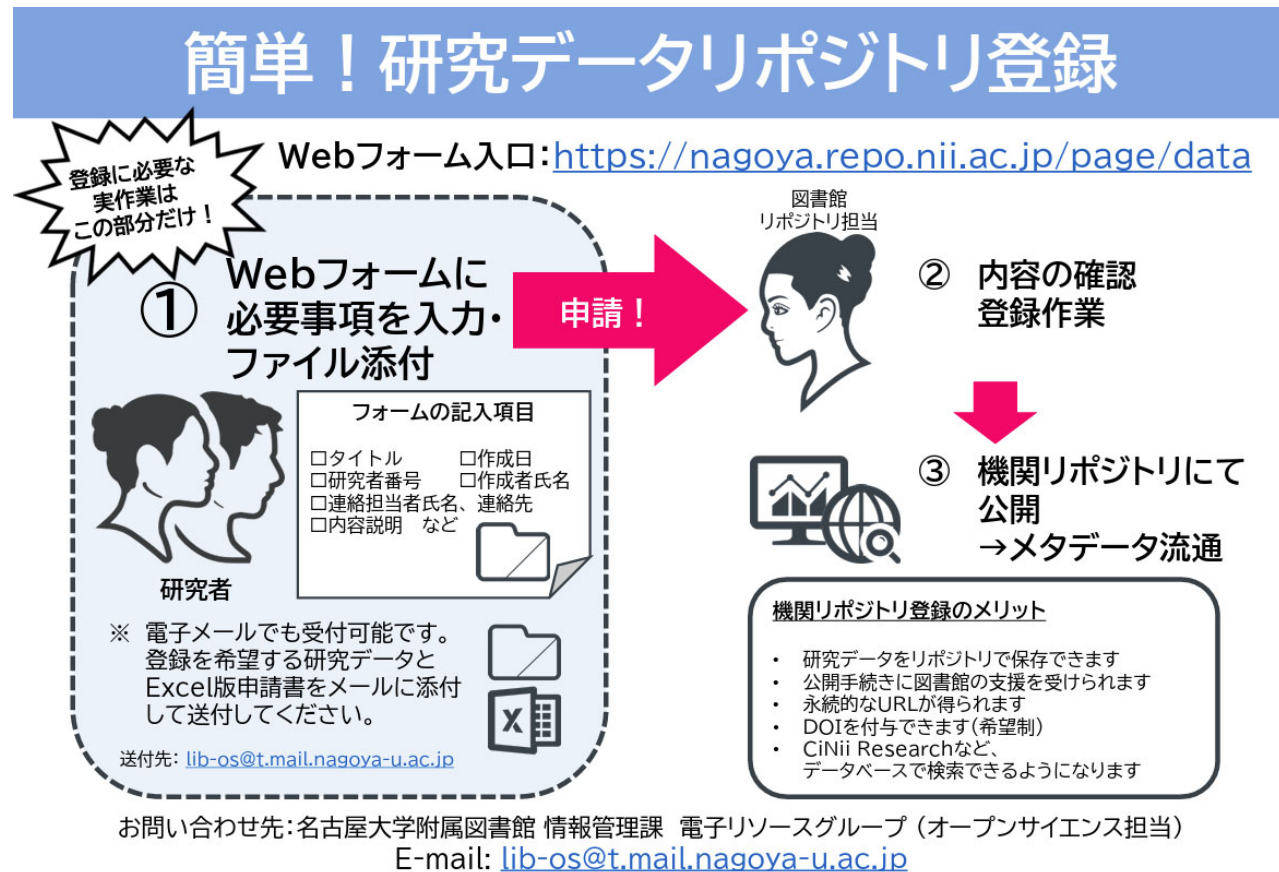 簡単！研究データリポジトリ登録
登録に必要な
実作業は
この部分だけ！
Webフォーム入口：https://nagoya.repo.nii.ac.jp/page/data
① Webフォームに
必要事項を入力・
ファイル添付
申請！
フォームの記入項目
□タイトル □作成日
□研究者番号 □作成者氏名
□連絡担当者氏名、連絡先
□内容説明 など
研究者
※ 電子メールでも受付可能です。
登録を希望する研究データと
Excel版申請書をメールに添付
して送付してください。
X
送付先： lib-os@t.mail.nagoya-u.ac.jp
図書館
リポジトリ担当
② 内容の確認
登録作業
③ 機関リポジトリにて
公開
→メタデータ流通
機関リポジトリ登録のメリット
• 研究データをリポジトリで保存できます
• 公開手続きに図書館の支援を受けられます
• 永続的なURLが得られます
• DOIを付与できます（希望制）
• CiNii Researchなど、
データベースで検索できるようになります
お問い合わせ先：名古屋大学附属図書館 情報管理課 電子リソースグループ （オープンサイエンス担当）
E-mail: lib-os@t.mail.nagoya-u.ac.jp